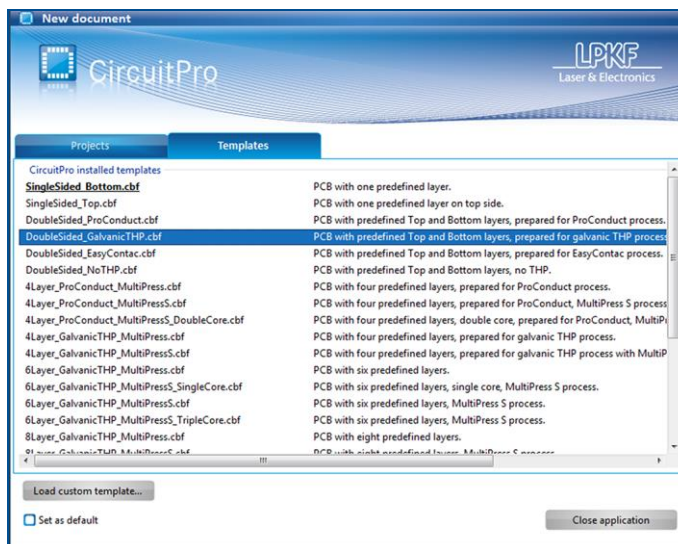 New document
CircuitPro
LPKF
Laser & Electronics
Projects Templates
CircuitPro installed templates
SingleSided_Bottom.cbf PCB with one predefined layer.
SingleSided_Top.cbf PCB with one predefined layer on top side.
DoubleSided_ProConduct.cbf PCB with predefined Top and Bottom layers, prepared for ProConduct process.
DoubleSided_GalvanicTHP.cbf PCB with predefined Top and Bottom layers, prepared for galvanic THP process
DoubleSided_EasyContac.cbf PCB with predefined Top and Bottom layers, prepared for EasyContac process.
DoubleSided_NoTHP.cbf PCB with predefined Top and Bottom layers, no THP.
4Layer_ProConduct_MultiPress.cbf PCB with four predefined layers, prepared for ProConduct process.
4Layer_ProConduct_MultiPressS.cbf PCB with four predefined layers, prepared for ProConduct, MultiPress S process
4Layer_ProConduct_MultiPressS_DoubleCore.cbf PCB with four predefined layers, double core, prepared for ProConduct, MultiP
4Layer_GalvanicTHP_MultiPress.cbf PCB with four predefined layers, prepared for galvanic THP process.
4Layer_GalvanicTHP_MultiPressS.cbf PCB with four predefined layers, prepared for galvanic THP process with MultiP
6Layer_GalvanicTHP_MultiPress.cbf PCB with six predefined layers.
6Layer_GalvanicTHP_MultiPressS_SingleCore.cbf PCB with six predefined layers, single core, MultiPress S process.
6Layer_GalvanicTHP_MultiPressS.cbf PCB with six predefined layers, MultiPress S process.
6Layer_GalvanicTHP_MultiPressS_TripleCore.cbf PCB with six predefined layers, MultiPress S process.
8Layer_GalvanicTHP_MultiPress.cbf PCB with eight predefined layers.
8Layer_GalvanicTHP_MultiPressS.cbf PCB with eight predefined layers, MultiPress S process.
Load custom template...
Set as default
Close application